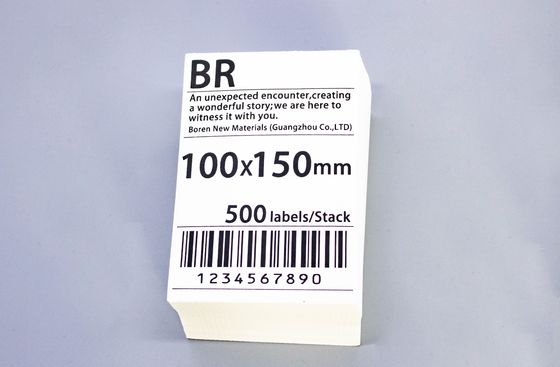 BR
An unexpected encounter,creating
a wonderful story;we are here to
witness it with you.
Boren New Materials (Guangzhou Co.,LTD)
100x150mm
500 labels/Stack
1234567890